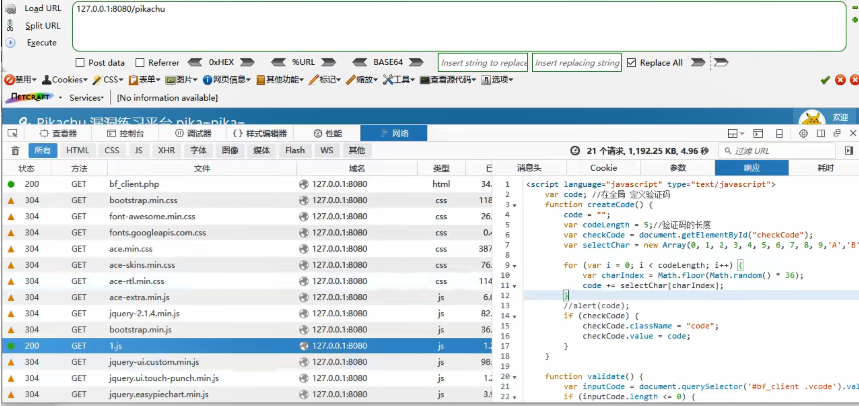 Load URL
127.0.0.1:8080/pikachu
Split URL
Execute
Post data Referrer 0xHEX %URL BASE64 Insert string to replace Insert replacing string Replace All
禁用 Cookies CSS 表单 图片 网页信息 其他功能 标记 缩放 工具 查看源代码 选项
NETCRAFT Services [No information available]
Pikachu 漏洞练习平台 pika~pika~ 欢迎
查看器 控制台 调试器 {} 样式编辑器 性能 网络
所有 HTML CSS JS XHR 字体 图像 媒体 Flash WS 其他 21 个请求, 1,192.25 KB, 4.96 秒 过滤 URL
状态 方法 文件 域名 类型 消息头 Cookie 参数 响应 耗时
200 GET bf_client.php 127.0.0.1:8080 html 34.
304 GET bootstrap.min.css 127.0.0.1:8080 css 118
304 GET font-awesome.min.css 127.0.0.1:8080 css 26.
304 GET fonts.googleapis.com.css 127.0.0.1:8080 css 0.
304 GET ace.min.css 127.0.0.1:8080 css 387
304 GET ace-skins.min.css 127.0.0.1:8080 css 76.
304 GET ace-rtl.min.css 127.0.0.1:8080 css 114
304 GET ace-extra.min.js 127.0.0.1:8080 js 6.
304 GET jquery-2.1.4.min.js 127.0.0.1:8080 js 82.
304 GET bootstrap.min.js 127.0.0.1:8080 js 36.
200 GET 1.js 127.0.0.1:8080 js 1.
304 GET jquery-ui.custom.min.js 127.0.0.1:8080 js 98.
304 GET jquery.ui.touch-punch.min.js 127.0.0.1:8080 js 1.
304 GET jquery.easypiechart.min.js 127.0.0.1:8080 js 3.
1 <script language="javascript" type="text/javascript">
2 var code; //在全局 定义验证码
3 function createCode() {
4 code = "";
5 var codeLength = 5;//验证码的长度
6 var checkCode = document.getElementById("checkCode");
7 var selectChar = new Array(0, 1, 2, 3, 4, 5, 6, 7, 8, 9,'A','B'
8
9 for (var i = 0; i < codeLength; i++) {
10 var charIndex = Math.floor(Math.random() * 36);
11 code += selectChar[charIndex];
12 }
13 //alert(code);
14 if (checkCode) {
15 checkCode.className = "code";
16 checkCode.value = code;
17 }
18 }
19
20 function validate() {
21 var inputCode = document.querySelector('#bf_client .vcode').val
22 if (inputCode.length <= 0) {